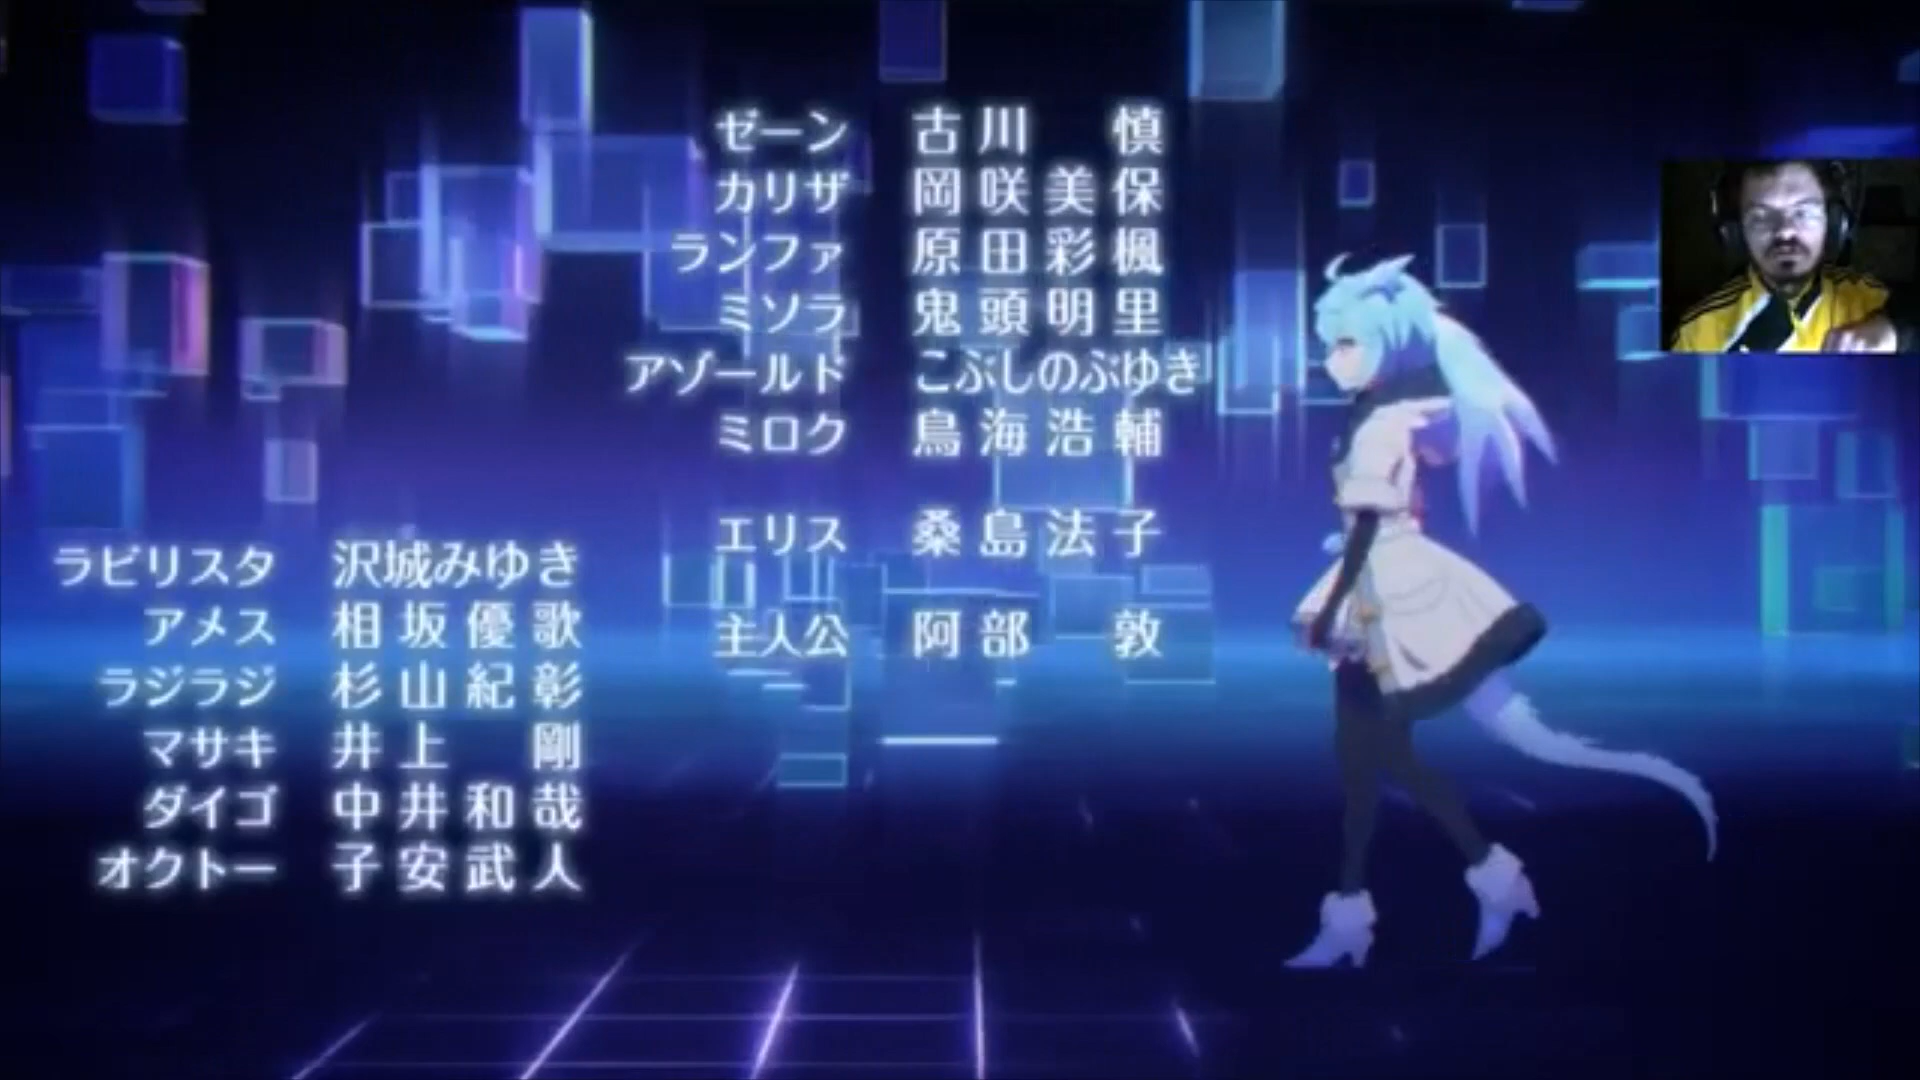 ゼーン 古川 慎
カリザ 岡咲美保
ランファ 原田彩楓
ミソラ 鬼頭明里
アゾールド こぶしのぶゆき
ミロク 鳥海浩輔
エリス 桑島法子
主人公 阿部 敦
ラビリスタ 沢城みゆき
アメス 相坂優歌
ラジラジ 杉山紀彰
マサキ 井上 剛
ダイゴ 中井和哉
オクトー 子安武人